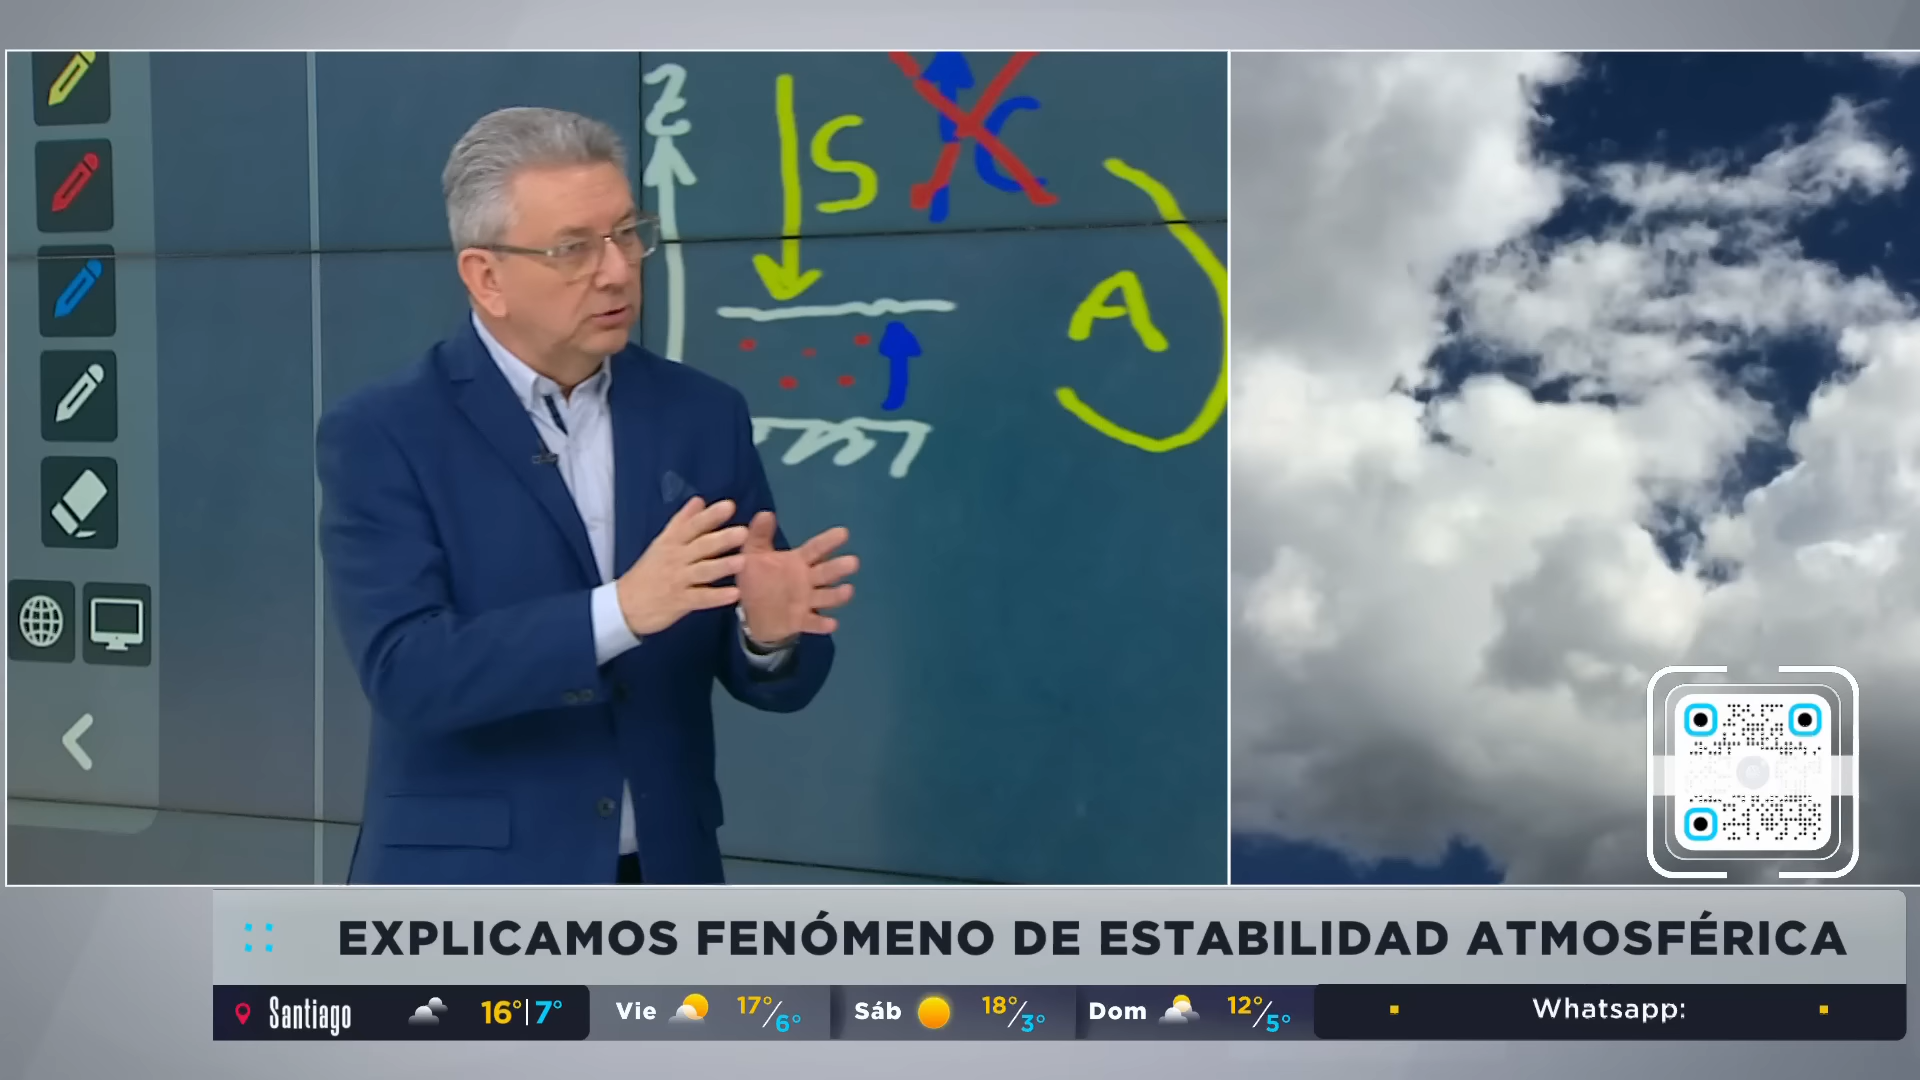 Z
S
C
A
EXPLICAMOS FENÓMENO DE ESTABILIDAD ATMOSFÉRICA
Santiago 16° | 7° Vie 17°/6° Sáb 18°/3° Dom 12°/5° Whatsapp: